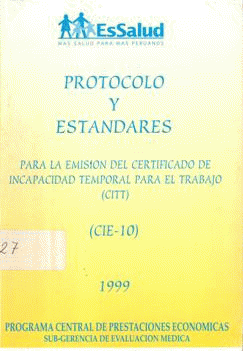 EsSalud
MAS SALUD PARA MAS PERUANOS
PROTOCOLO
Y
ESTANDARES
PARA LA EMISION DEL CERTIFICADO DE
INCAPACIDAD TEMPORAL PARA EL TRABAJO
(CITT)
(CIE-10)
27
1999
PROGRAMA CENTRAL DE PRESTACIONES ECONOMICAS
SUB-GERENCIA DE EVALUACION MEDICA